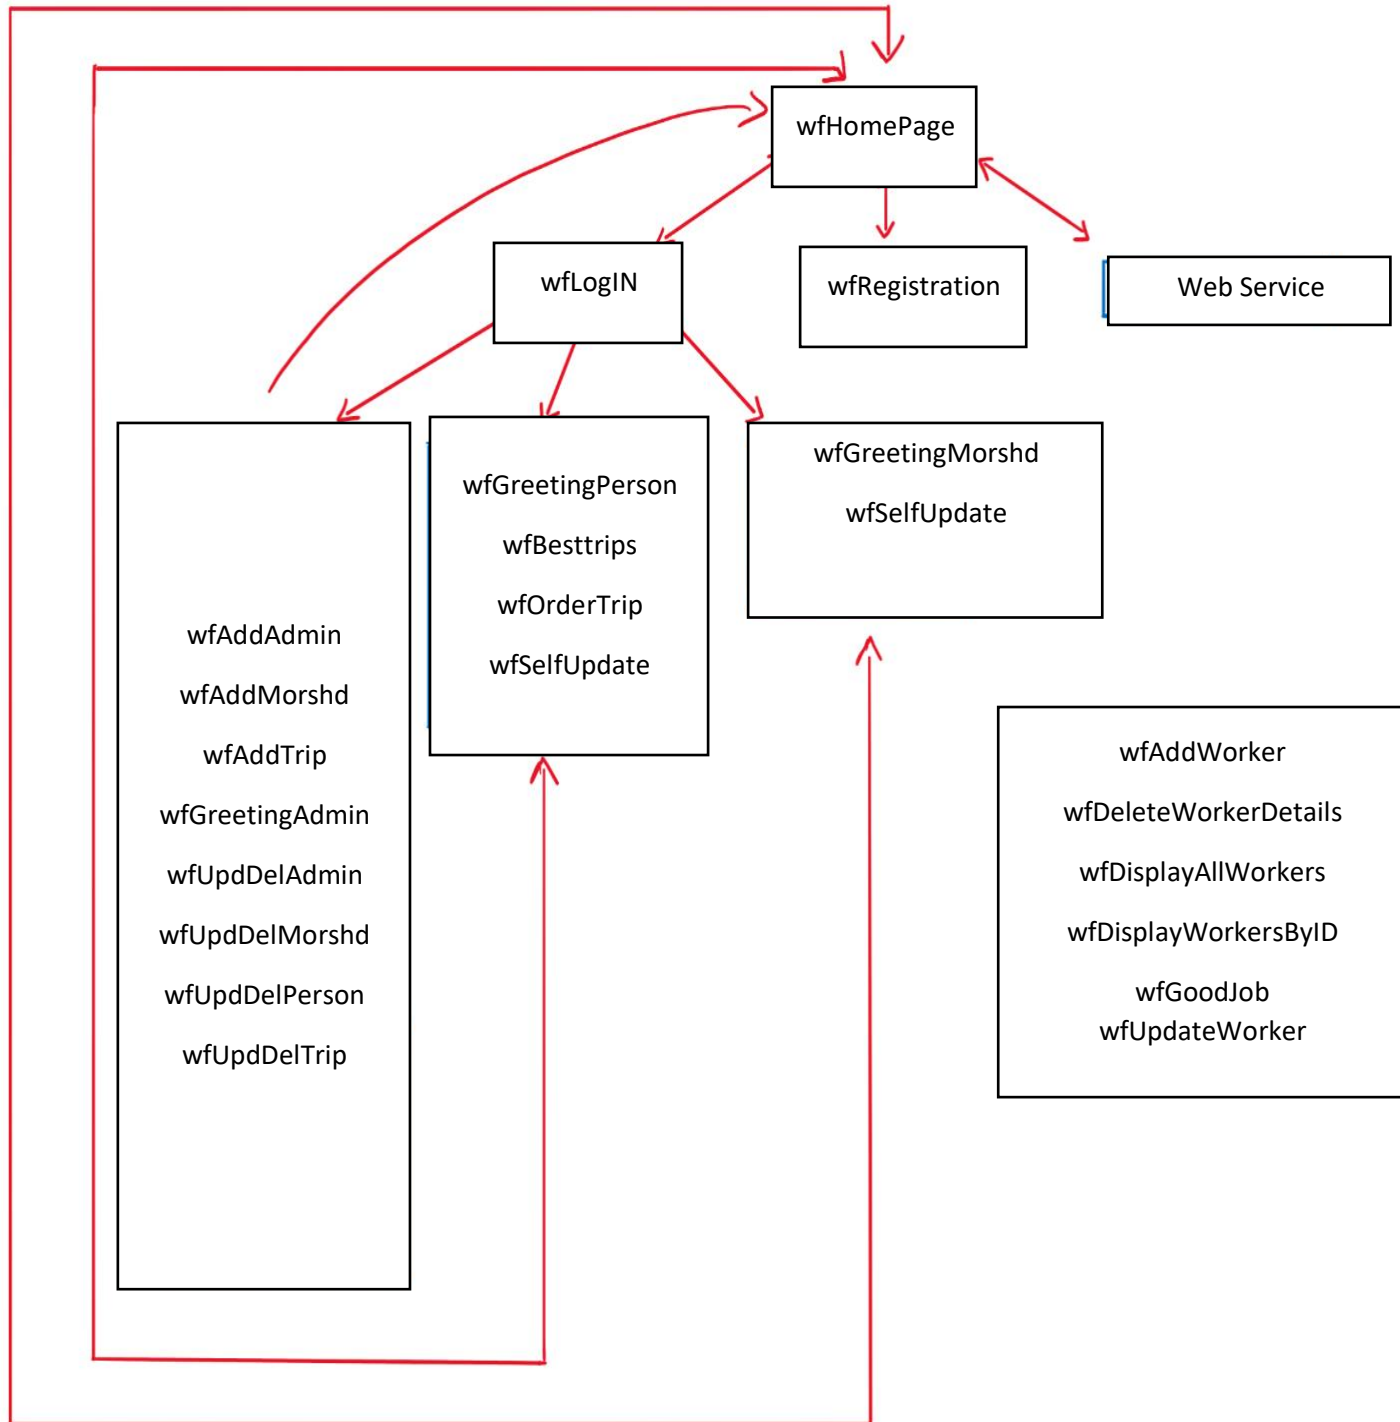 wfHomePage
wfLogIN
wfRegistration
Web Service
wfAddAdmin
wfAddMorshd
wfAddTrip
wfGreetingAdmin
wfUpdDelAdmin
wfUpdDelMorshd
wfUpdDelPerson
wfUpdDelTrip
wfGreetingPerson
wfBesttrips
wfOrderTrip
wfSelfUpdate
wfGreetingMorshd
wfSelfUpdate
wfAddWorker
wfDeleteWorkerDetails
wfDisplayAllWorkers
wfDisplayWorkersByID
wfGoodJob
wfUpdateWorker